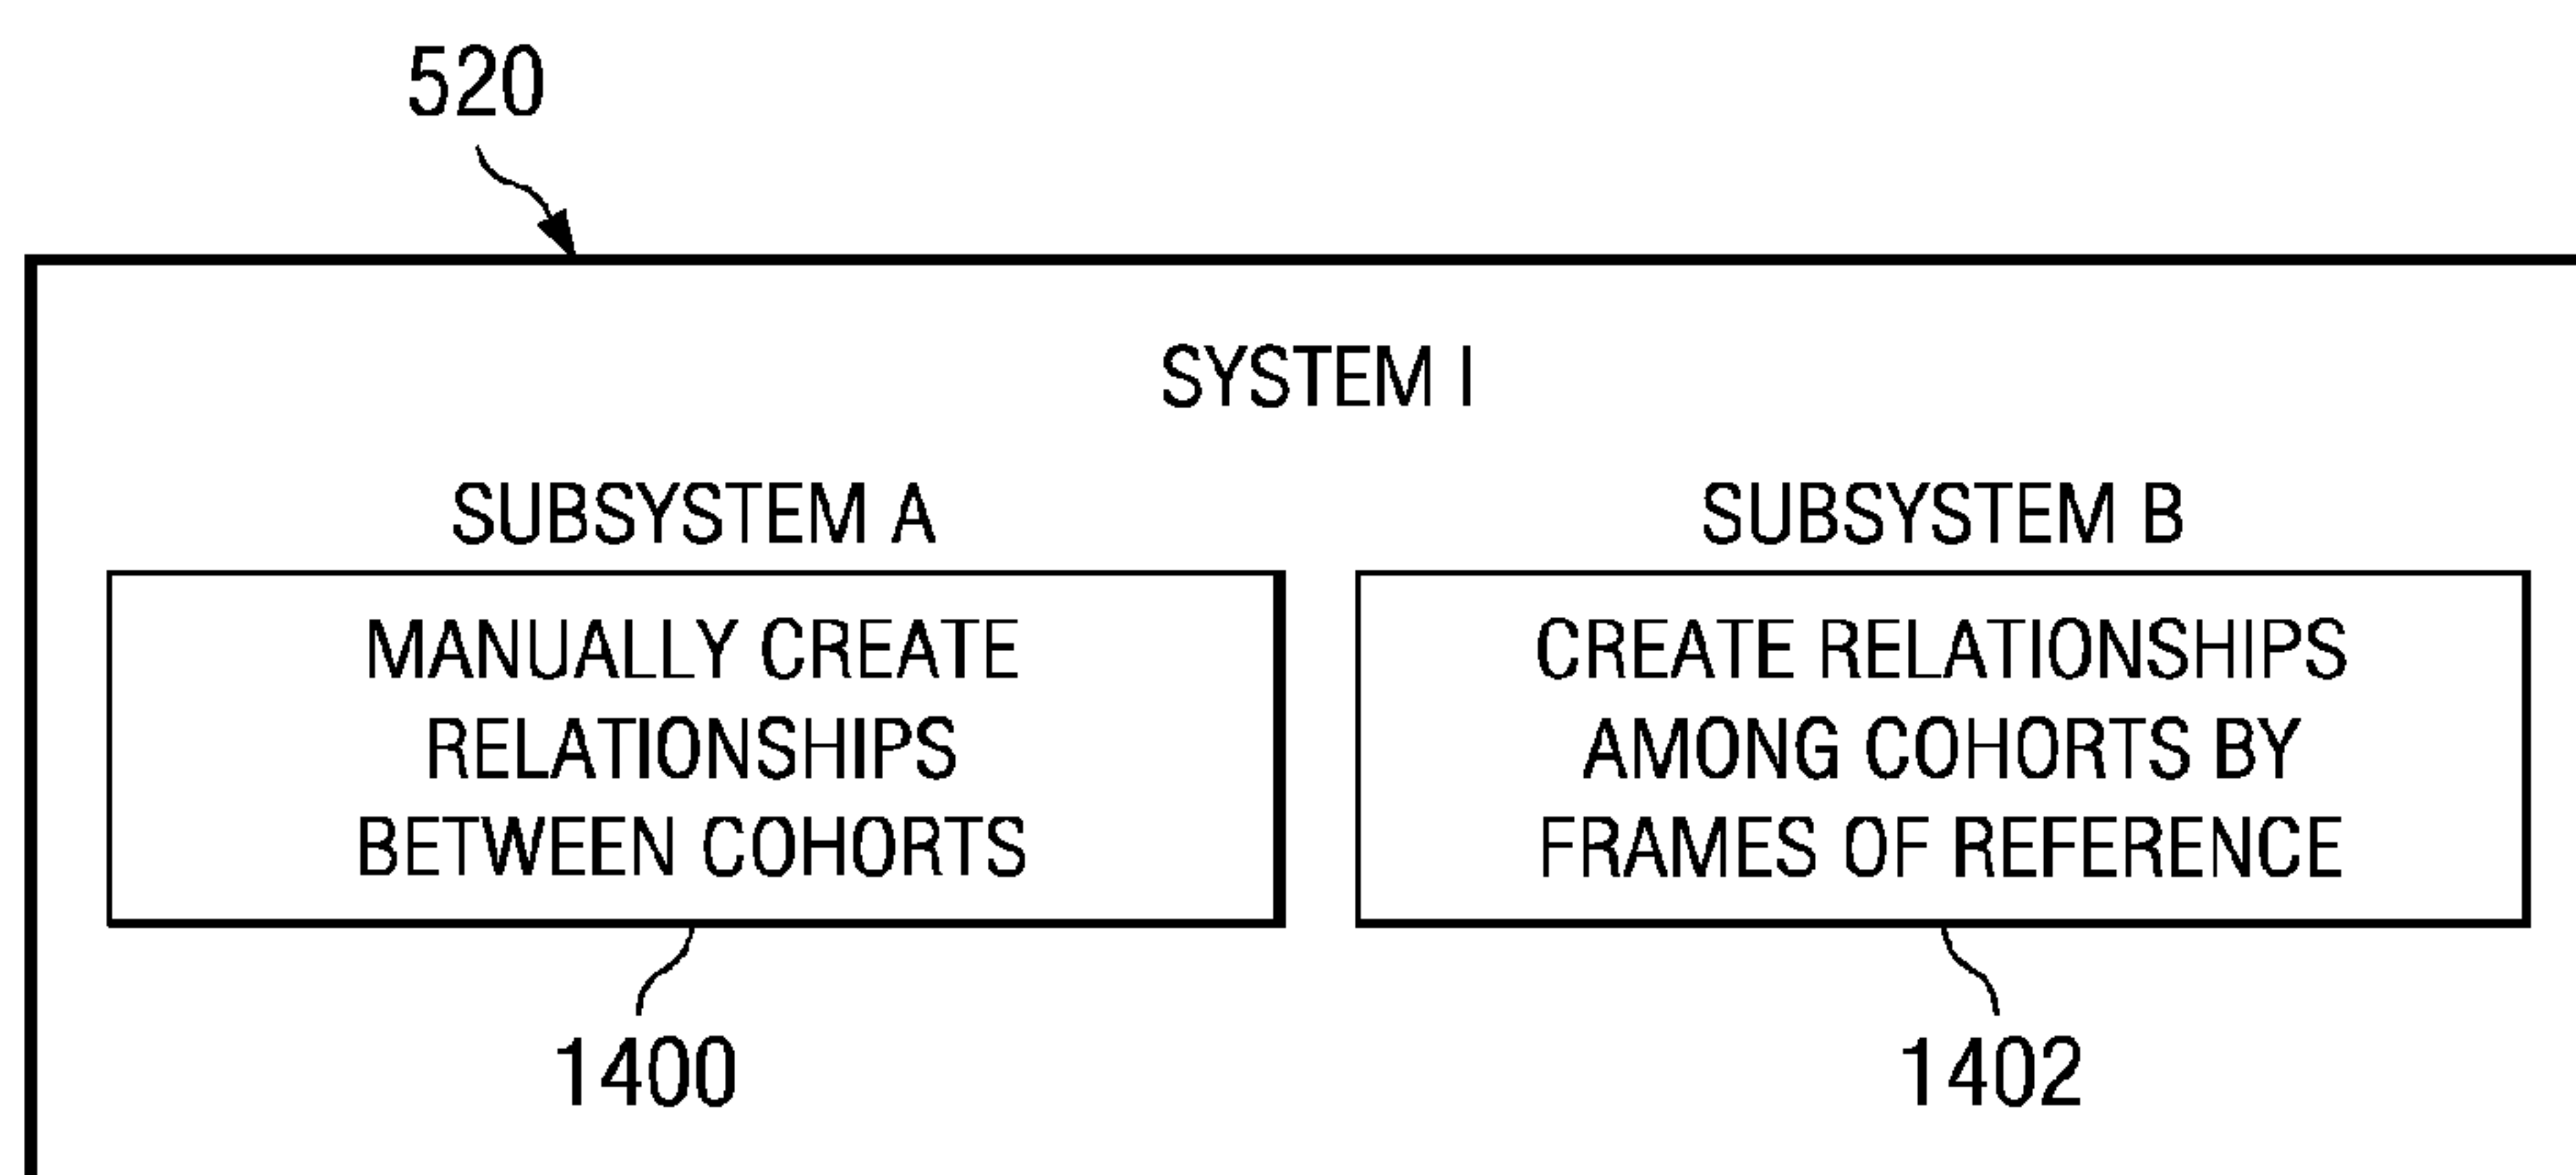 520
SYSTEM I
SUBSYSTEM A
MANUALLY CREATE
RELATIONSHIPS
BETWEEN COHORTS
1400
SUBSYSTEM B
CREATE RELATIONSHIPS
AMONG COHORTS BY
FRAMES OF REFERENCE
1402